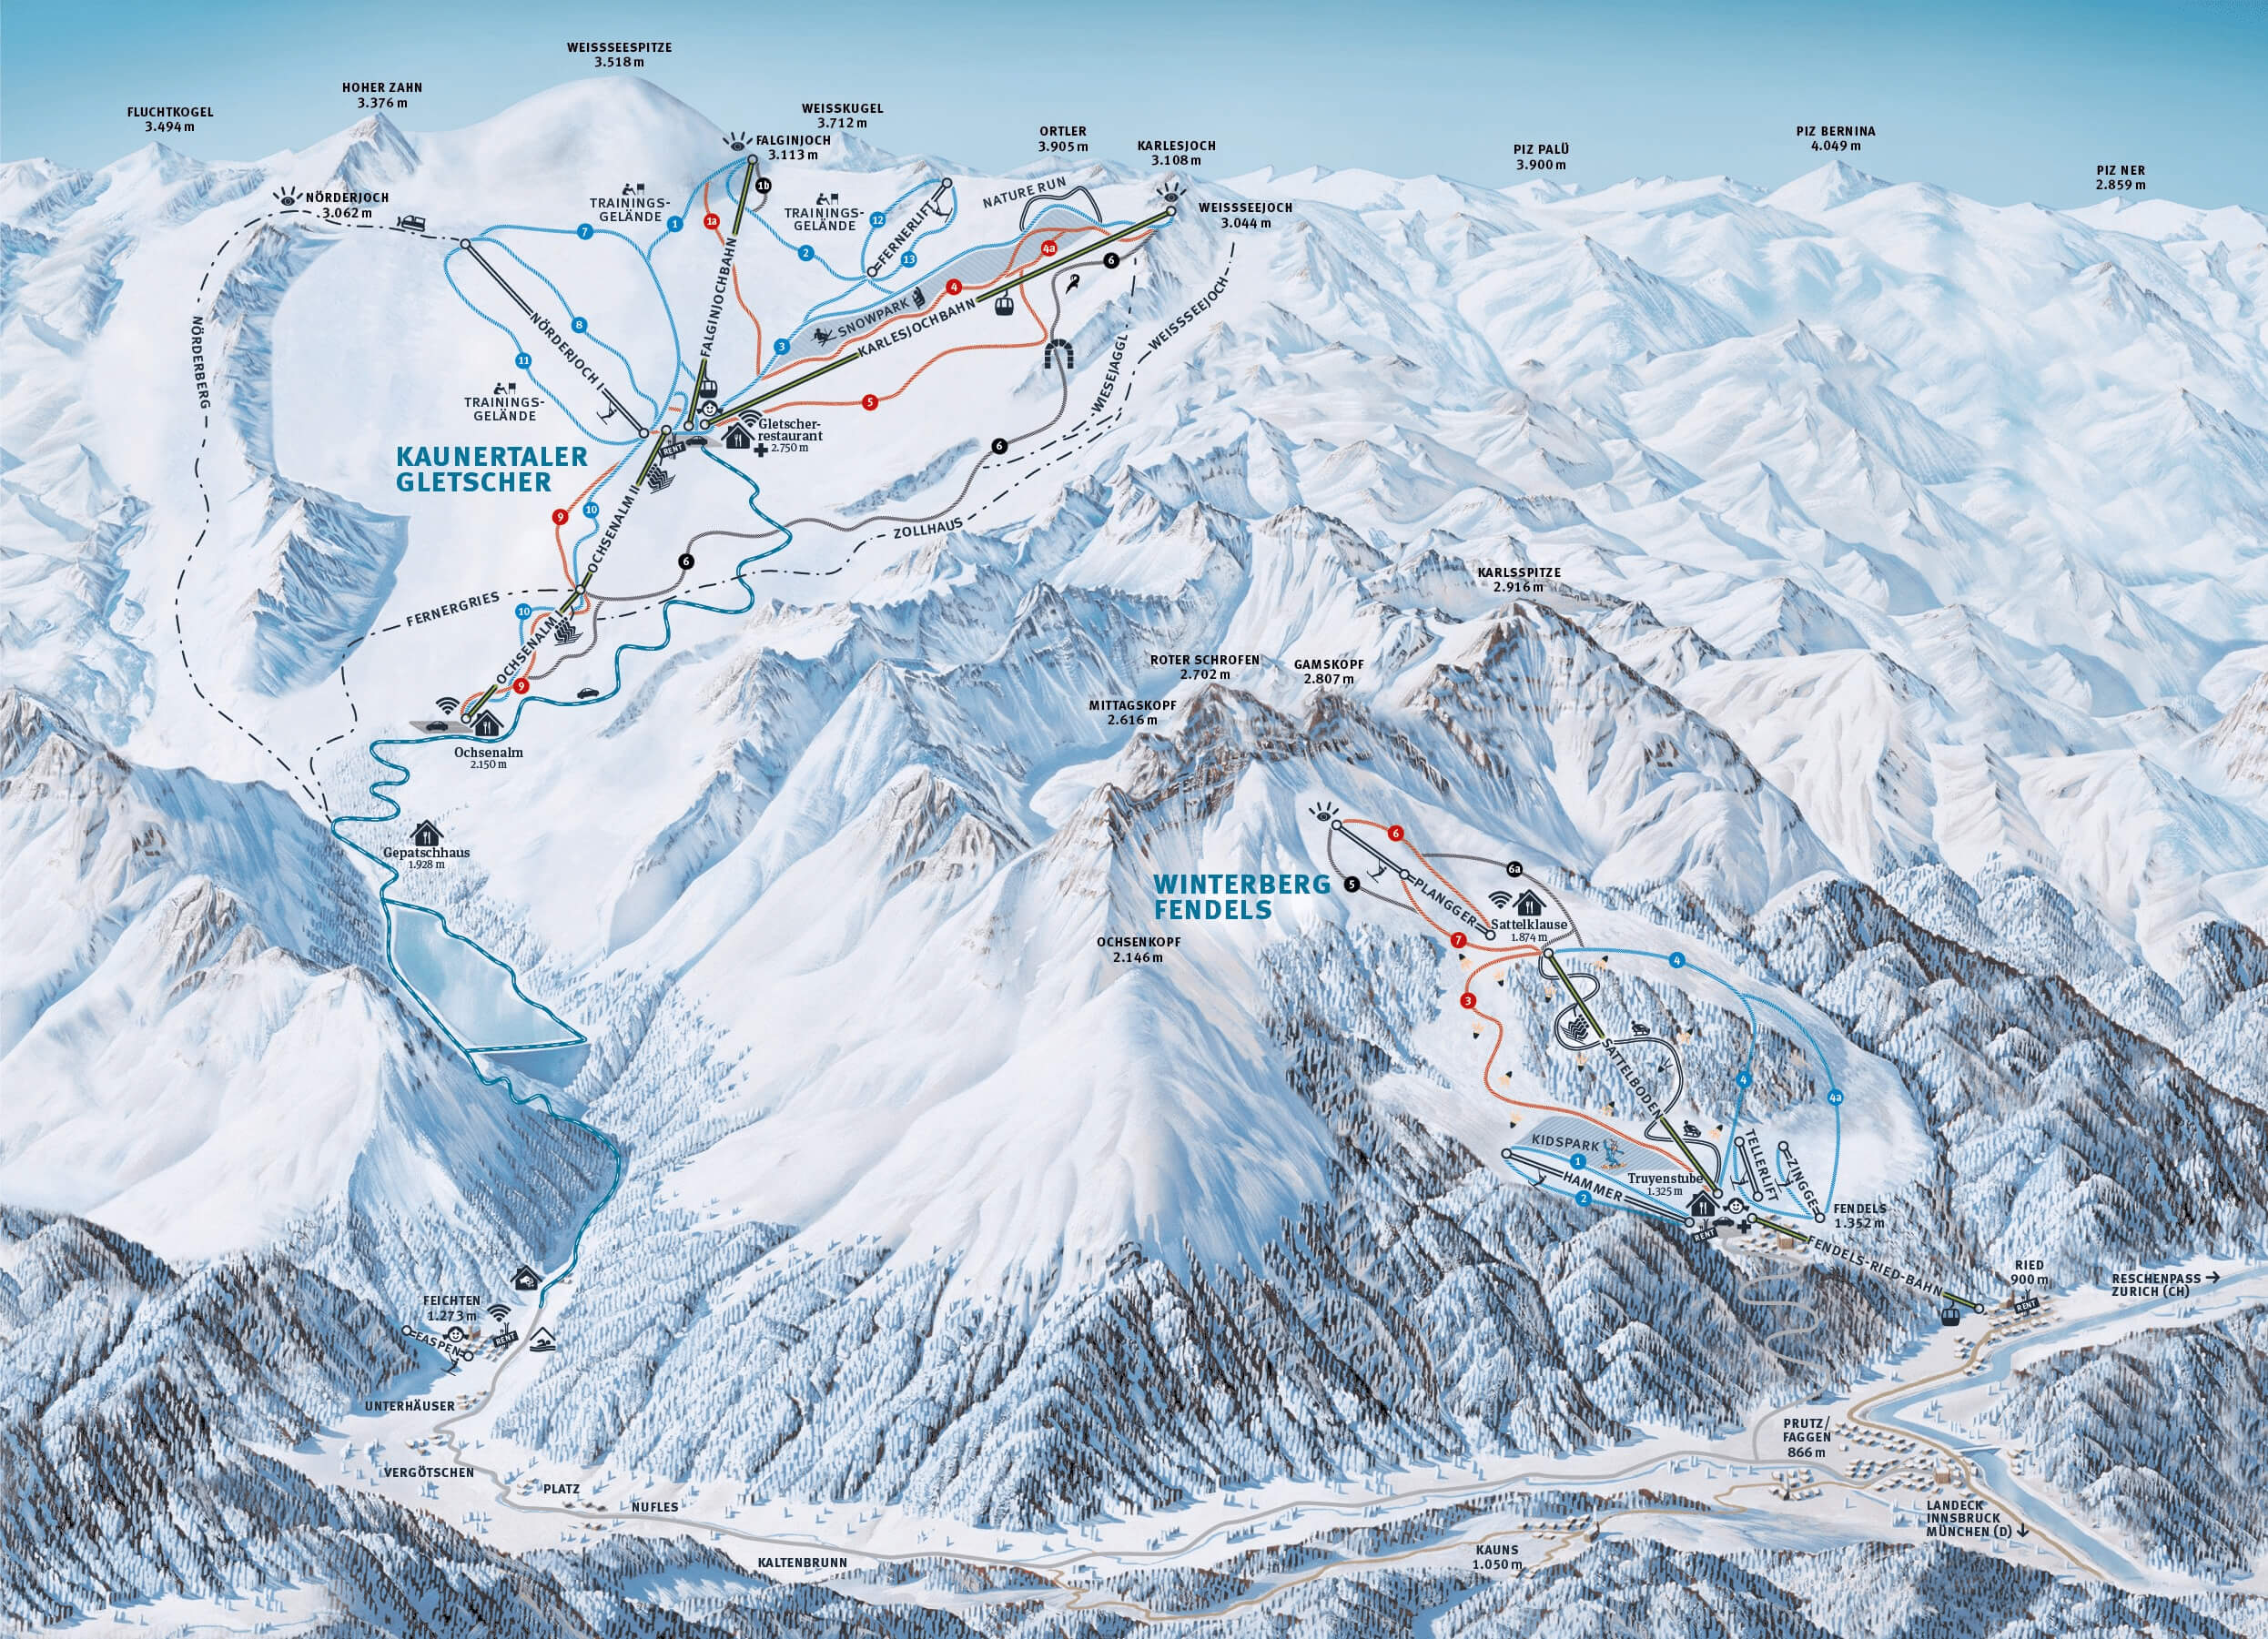 WEISSSEESPITZE
3.518 m
HOHER ZAHN
3.376 m
FLUCHTKOGEL
3.494 m
WEISSKUGEL
3.712 m
FALGINJOCH
3.113 m
ORTLER
3.905 m
KARLESJOCH
3.108 m
PIZ PALÜ
3.900 m
PIZ BERNINA
4.049 m
PIZ NER
2.859 m
NÖRDERJOCH
3.062 m
WEISSSEEJOCH
3.044 m
TRAININGS-
GELÄNDE
TRAININGS-
GELÄNDE
NATURE RUN
1b
1a
1
7
12
2
FERNERLIFT
13
4a
6
4
SNOWPARK
KARLESJOCHBAHN
FALGINJOCHBAHN
3
8
11
NÖRDERJOCH I
NÖRDERBERG
TRAININGS-
GELÄNDE
5
WIESEJAGGL
WEISSSEEJOCH
Gletscher-
restaurant
2.750 m
RENT
6
KAUNERTALER
GLETSCHER
9
10
OCHSENALM II
ZOLLHAUS
6
FERNERGRIES
10
OCHSENALM I
9
Ochsenalm
2.150 m
Gepatschhaus
1.928 m
KARLSSPITZE
2.916 m
ROTER SCHROFEN
2.702 m
GAMSKOPF
2.807 m
MITTAGSKOPF
2.616 m
WINTERBERG
FENDELS
OCHSENKOPF
2.146 m
6
6a
5
PLANGGER
Sattelklause
1.874 m
7
4
3
SATTELBODEN
4
4a
KIDSPARK
1
HAMMER
2
Truyenstube
1.325 m
TELLERLIFT
ZINGGE
RENT
FENDELS
1.352 m
FENDELS-RIED-BAHN
RIED
900 m
RENT
RESCHENPASS →
ZURICH (CH)
FEICHTEN
1.273 m
EASPEN
RENT
UNTERHÄUSER
VERGÖTSCHEN
PLATZ
NUFLES
KALTENBRUNN
KAUNS
1.050 m
PRUTZ/
FAGGEN
866 m
LANDECK
INNSBRUCK
MÜNCHEN (D) ↓